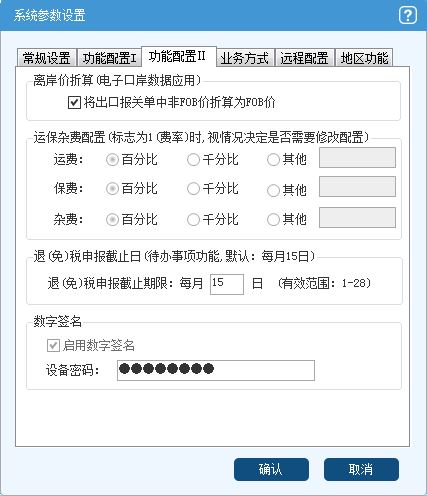 系统参数设置
?
常规设置 功能配置I 功能配置II 业务方式 远程配置 地区功能
离岸价折算(电子口岸数据应用)
将出口报关单中非FOB价折算为FOB价
运保杂费配置(标志为1(费率)时,视情况决定是否需要修改配置)
运费: 百分比 千分比 其他
保费: 百分比 千分比 其他
杂费: 百分比 千分比 其他
退(免)税申报截止日(待办事项功能,默认: 每月15日)
退(免)税申报截止期限: 每月 15 日 (有效范围: 1-28)
数字签名
启用数字签名
设备密码: ●●●●●●●●
确认 取消